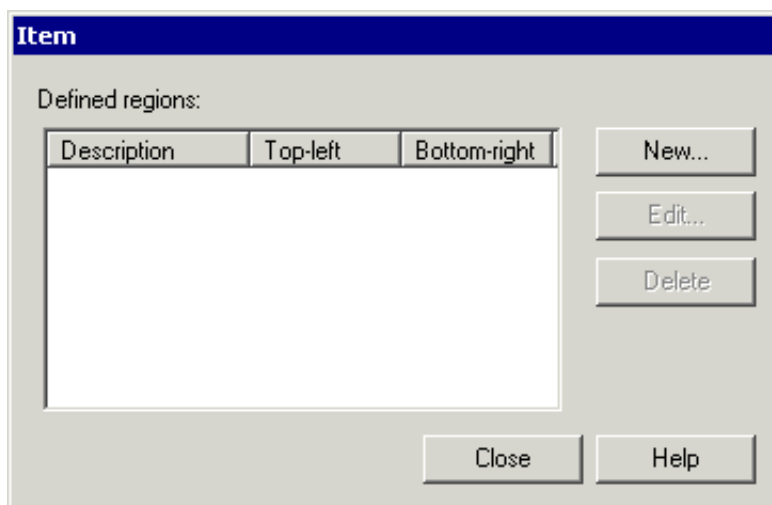 Item
Defined regions:
Description Top-left Bottom-right
New...
Edit...
Delete
Close Help